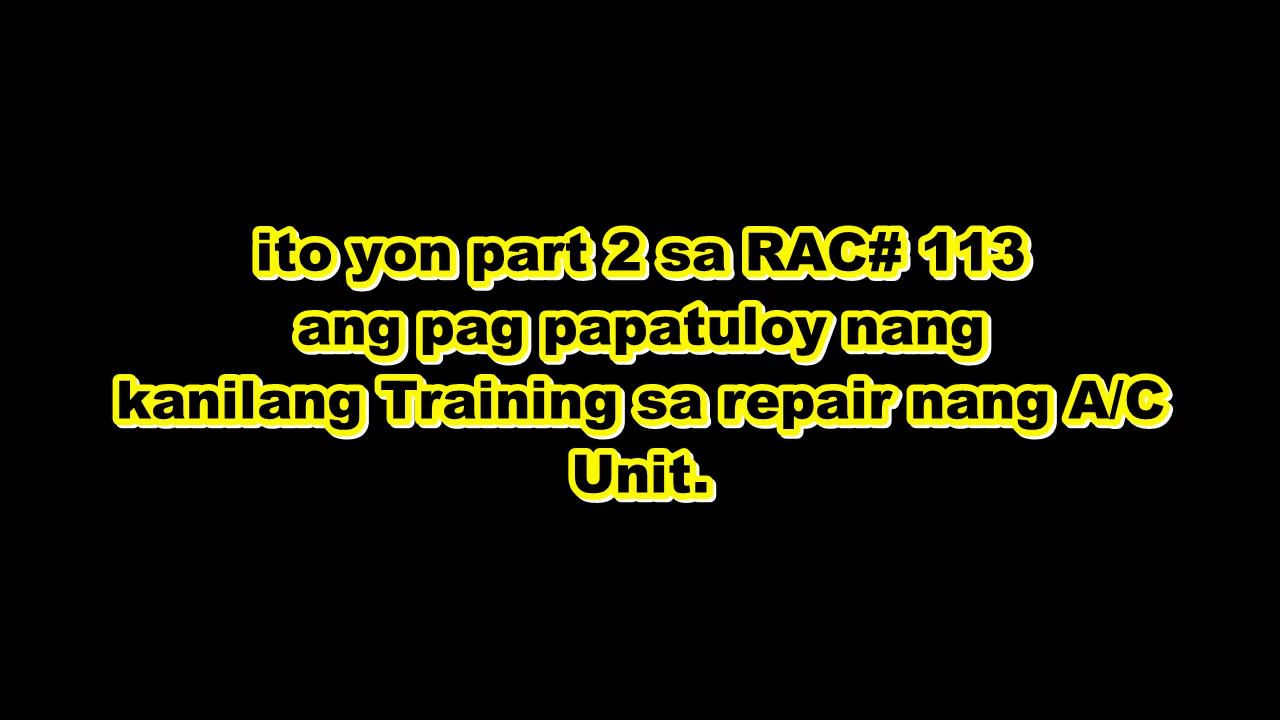 ito yon part 2 sa RAC# 113
ang pag papatuloy nang
kanilang Training sa repair nang A/C
Unit.